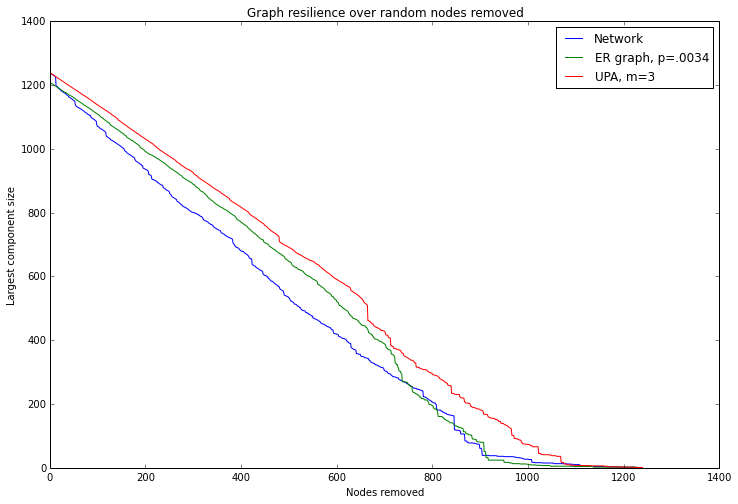 Graph resilience over random nodes removed
Network
ER graph, p=.0034
UPA, m=3
Largest component size
1400
1200
1000
800
600
400
200
0
0 200 400 600 800 1000 1200 1400
Nodes removed